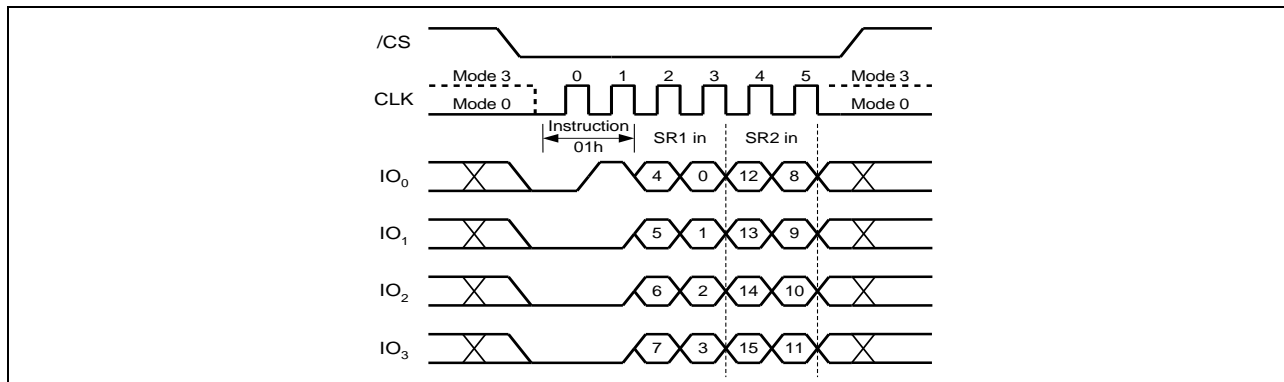 /CS
Mode 3 0 1 2 3 4 5 Mode 3
CLK
Mode 0 Mode 0
Instruction
01h
SR1 in SR2 in
IO0 4 0 12 8
IO1 5 1 13 9
IO2 6 2 14 10
IO3 7 3 15 11